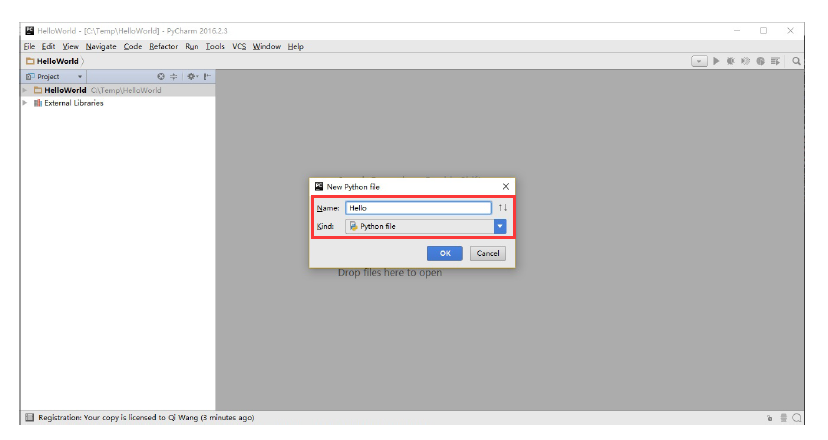 HelloWorld - [C:\Temp\HelloWorld] - PyCharm 2016.2.3
File Edit View Navigate Code Refactor Run Tools VCS Window Help
HelloWorld
Project
HelloWorld C:\Temp\HelloWorld
External Libraries
New Python file
Name: Hello
Kind: Python file
OK Cancel
Drop files here to open
Registration: Your copy is licensed to Qi Wang (3 minutes ago)